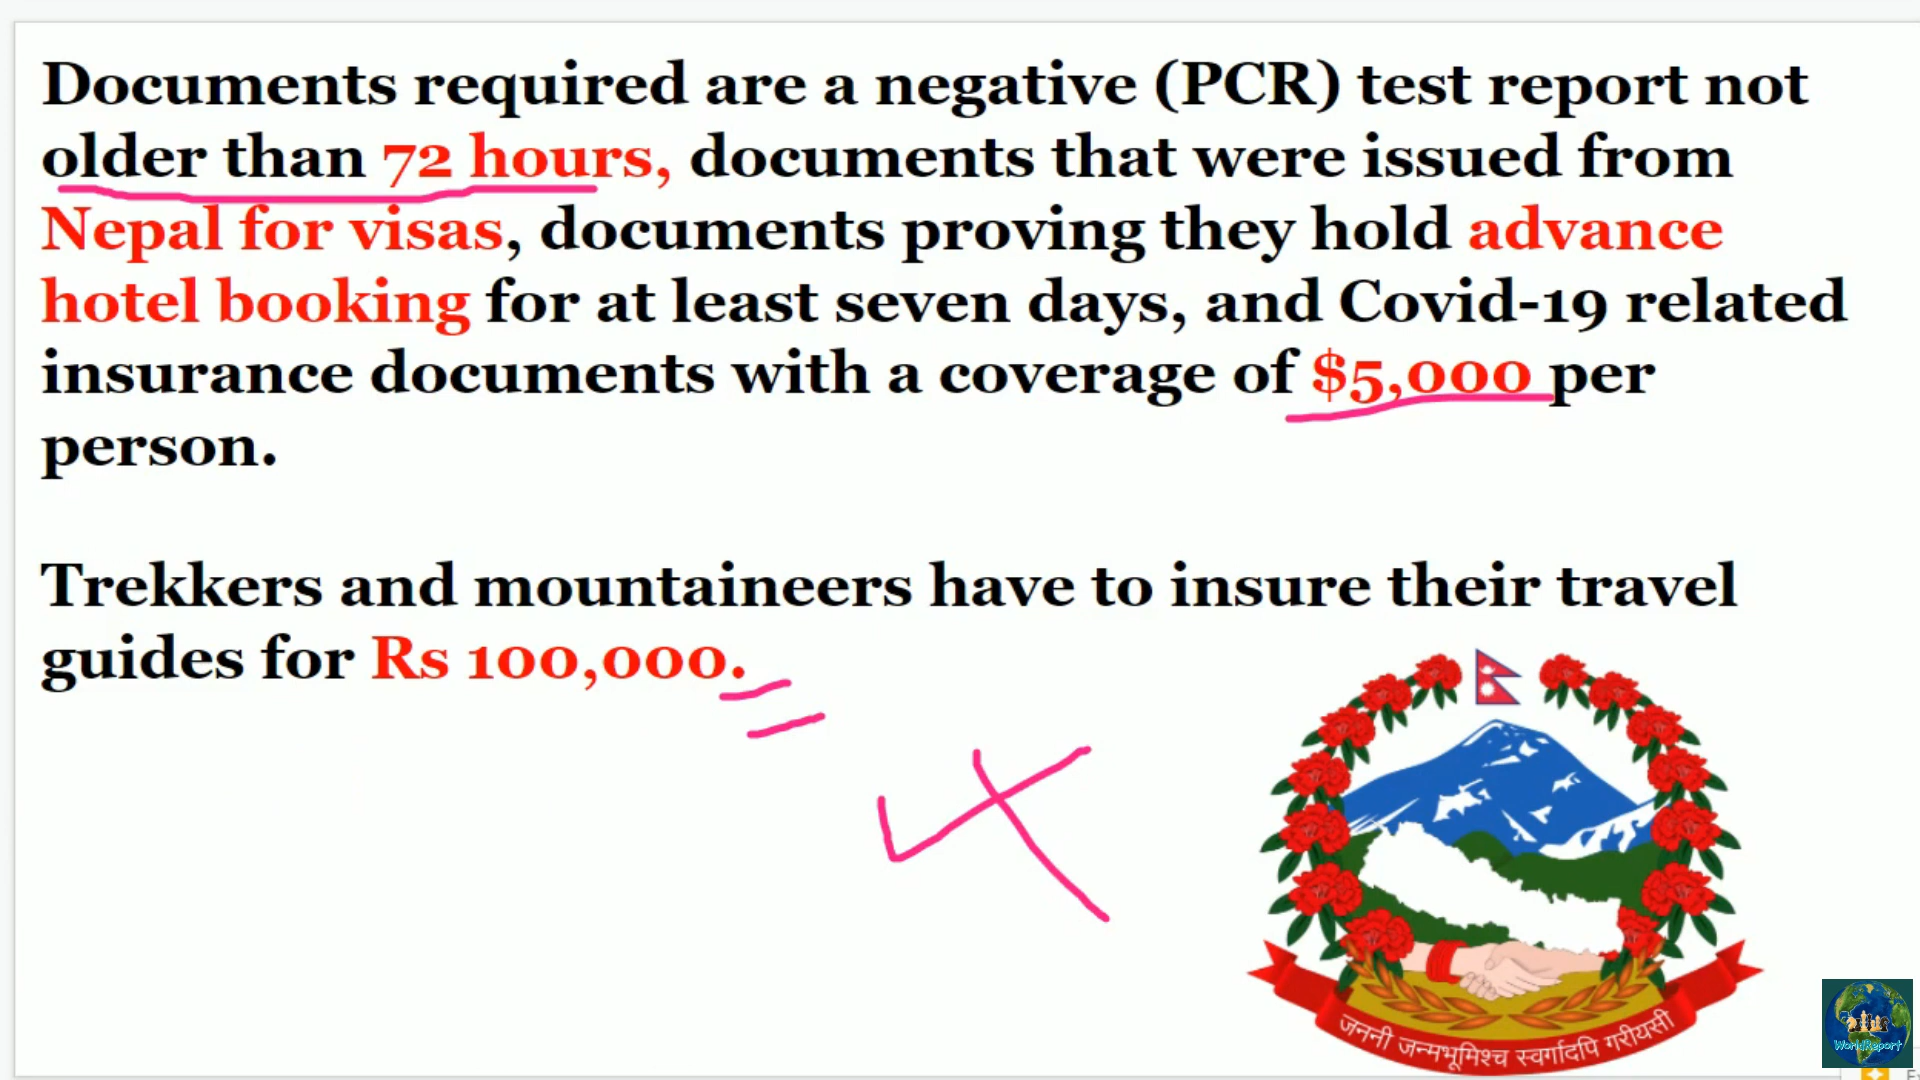 Documents required are a negative (PCR) test report not
older than 72 hours, documents that were issued from
Nepal for visas, documents proving they hold advance
hotel booking for at least seven days, and Covid-19 related
insurance documents with a coverage of $5,000 per
person.
Trekkers and mountaineers have to insure their travel
guides for Rs 100,000.
जननी जन्मभूमिश्च स्वर्गादपि गरीयसी
WorldReport